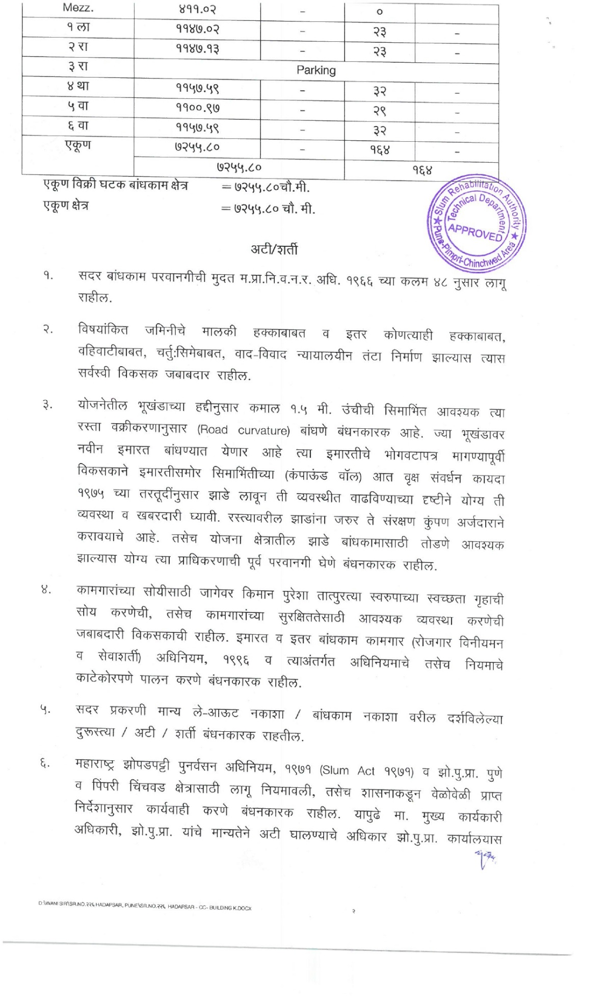 Mezz. ४११.०२ – ०
१ ला ११४७.०२ – २३ –
२ रा ११४७.१३ – २३ –
३ रा Parking
४ था ११५७.५९ – ३२ –
५ वा ११००.९७ – २९ –
६ वा ११५७.५९ – ३२ –
एकूण ७२५५.८० – १६४ –
७२५५.८० १६४
एकूण विक्री घटक बांधकाम क्षेत्र = ७२५५.८०चौ.मी.
एकूण क्षेत्र = ७२५५.८० चौ. मी.
Slum Rehabilitation Authority
Technical Department
APPROVED
Pune-Pimpri-Chinchwad Area
अटी/शर्ती
१. सदर बांधकाम परवानगीची मुदत म.प्रा.नि.व.न.र. अधि. १९६६ च्या कलम ४८ नुसार लागू
राहील.
२. विषयांकित जमिनीचे मालकी हक्काबाबत व इतर कोणत्याही हक्काबाबत,
वहिवाटीबाबत, चर्तु:सिमेबाबत, वाद-विवाद न्यायालयीन तंटा निर्माण झाल्यास त्यास
सर्वस्वी विकसक जबाबदार राहील.
३. योजनेतील भूखंडाच्या हद्दीनुसार कमाल १.५ मी. उंचीची सिमाभिंत आवश्यक त्या
रस्ता वक्रीकरणानुसार (Road curvature) बांधणे बंधनकारक आहे. ज्या भूखंडावर
नवीन इमारत बांधण्यात येणार आहे त्या इमारतीचे भोगवटापत्र मागण्यापूर्वी
विकसकाने इमारतीसमोर सिमाभिंतीच्या (कंपाऊंड वॉल) आत वृक्ष संवर्धन कायदा
१९७५ च्या तरतूदींनुसार झाडे लावून ती व्यवस्थीत वाढविण्याच्या दृष्टीने योग्य ती
व्यवस्था व खबरदारी घ्यावी. रस्त्यावरील झाडांना जरुर ते संरक्षण कुंपण अर्जदाराने
करावयाचे आहे. तसेच योजना क्षेत्रातील झाडे बांधकामासाठी तोडणे आवश्यक
झाल्यास योग्य त्या प्राधिकरणाची पूर्व परवानगी घेणे बंधनकारक राहील.
४. कामगारांच्या सोयीसाठी जागेवर किमान पुरेशा तात्पुरत्या स्वरुपाच्या स्वच्छता गृहाची
सोय करणेची, तसेच कामगारांच्या सुरक्षिततेसाठी आवश्यक व्यवस्था करणेची
जबाबदारी विकसकाची राहील. इमारत व इतर बांधकाम कामगार (रोजगार विनीयमन
व सेवाशर्ती) अधिनियम, १९९६ व त्याअंतर्गत अधिनियमाचे तसेच नियमाचे
काटेकोरपणे पालन करणे बंधनकारक राहील.
५. सदर प्रकरणी मान्य ले-आऊट नकाशा / बांधकाम नकाशा वरील दर्शविलेल्या
दुरूस्त्या / अटी / शर्ती बंधनकारक राहतील.
६. महाराष्ट्र झोपडपट्टी पुनर्वसन अधिनियम, १९७१ (Slum Act १९७१) व झो.पु.प्रा. पुणे
व पिंपरी चिंचवड क्षेत्रासाठी लागू नियमावली, तसेच शासनाकडून वेळोवेळी प्राप्त
निर्देशानुसार कार्यवाही करणे बंधनकारक राहील. यापुढे मा. मुख्य कार्यकारी
अधिकारी, झो.पु.प्रा. यांचे मान्यतेने अटी घालण्याचे अधिकार झो.पु.प्रा. कार्यालयास
D:\WANI SIR\SR.NO.२२६ HADAPSAR, PUNE\SR.NO.२२६ HADAPSAR - CC- BUILDING K.DOCX
२